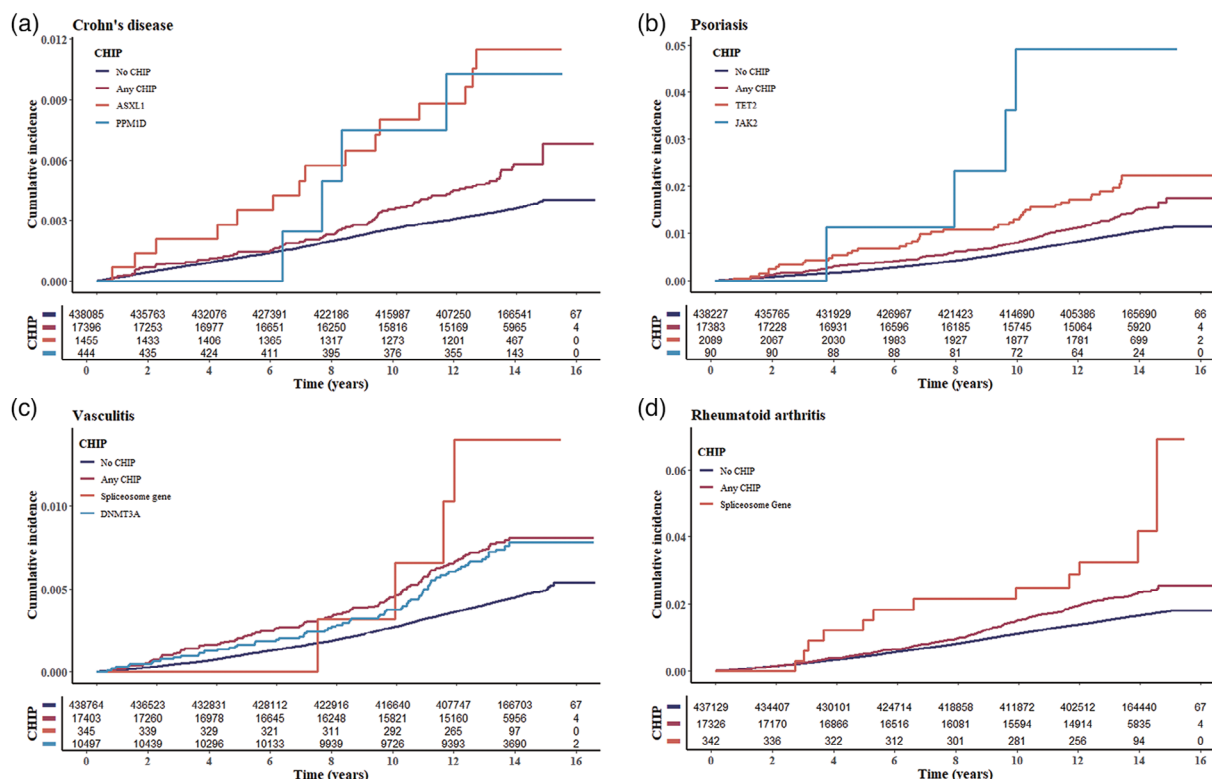 (a)
Crohn's disease
0.012
0.009
0.006
0.003
0.000
Cumulative incidence
CHIP
No CHIP
Any CHIP
ASXL1
PPM1D
CHIP
438085 435763 432076 427391 422186 415987 407250 166541 67
17396 17253 16977 16651 16250 15816 15169 5965 4
1455 1433 1406 1365 1317 1273 1201 467 0
444 435 424 411 395 376 355 143 0
0 2 4 6 8 10 12 14 16
Time (years)
(b)
Psoriasis
0.05
0.04
0.03
0.02
0.01
0.00
Cumulative incidence
CHIP
No CHIP
Any CHIP
TET2
JAK2
CHIP
438227 435765 431929 426967 421423 414690 405386 165690 66
17383 17228 16931 16596 16185 15745 15064 5920 4
2089 2067 2030 1983 1927 1877 1781 699 2
90 90 88 88 81 72 64 24 0
0 2 4 6 8 10 12 14 16
Time (years)
(c)
Vasculitis
0.010
0.005
0.000
Cumulative incidence
CHIP
No CHIP
Any CHIP
Spliceosome gene
DNMT3A
CHIP
438764 436523 432831 428112 422916 416640 407747 166703 67
17403 17260 16978 16645 16248 15821 15160 5956 4
345 339 329 321 311 292 265 97 0
10497 10439 10296 10133 9939 9726 9393 3690 2
0 2 4 6 8 10 12 14 16
Time (years)
(d)
Rheumatoid arthritis
0.06
0.04
0.02
0.00
Cumulative incidence
CHIP
No CHIP
Any CHIP
Spliceosome Gene
CHIP
437129 434407 430101 424714 418858 411872 402512 164440 67
17326 17170 16866 16516 16081 15594 14914 5835 4
342 336 322 312 301 281 256 94 0
0 2 4 6 8 10 12 14 16
Time (years)